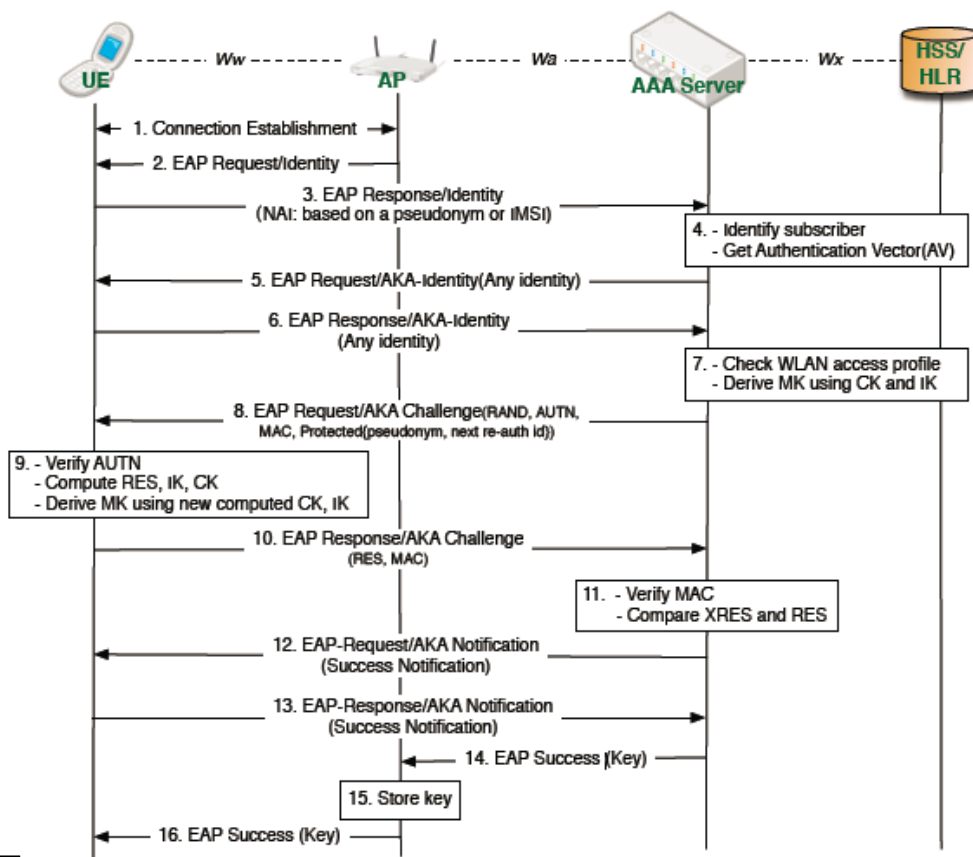 Ww
Wa
Wx
UE
AP
AAA Server
HSS/
HLR
1. Connection Establishment
2. EAP Request/Identity
3. EAP Response/Identity
(NAI: based on a pseudonym or IMSI)
4. - Identify subscriber
- Get Authentication Vector(AV)
5. EAP Request/AKA-Identity(Any identity)
6. EAP Response/AKA-Identity
(Any identity)
7. - Check WLAN access profile
- Derive MK using CK and IK
8. EAP Request/AKA Challenge(RAND, AUTN,
MAC, Protected(pseudonym, next re-auth id))
9. - Verify AUTN
- Compute RES, IK, CK
- Derive MK using new computed CK, IK
10. EAP Response/AKA Challenge
(RES, MAC)
11. - Verify MAC
- Compare XRES and RES
12. EAP-Request/AKA Notification
(Success Notification)
13. EAP-Response/AKA Notification
(Success Notification)
14. EAP Success (Key)
15. Store key
16. EAP Success (Key)